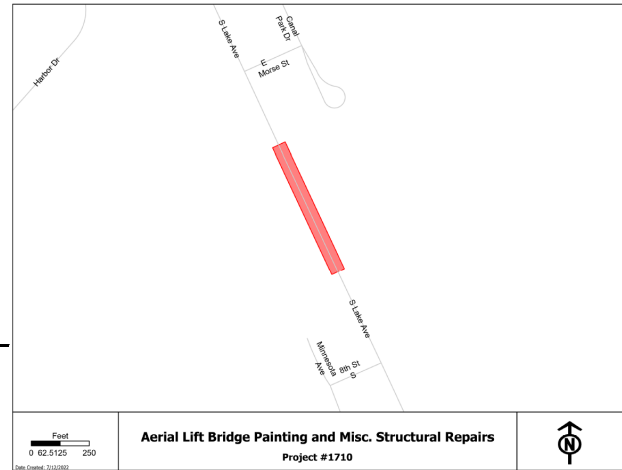 S Lake Ave
Canal
Park Dr
Harbor Dr
E
Morse St
S Lake Ave
Minnesota
Ave
8th St
S
Feet
0 62.5125 250
Date Created: 7/12/2022
Aerial Lift Bridge Painting and Misc. Structural Repairs
Project #1710
N